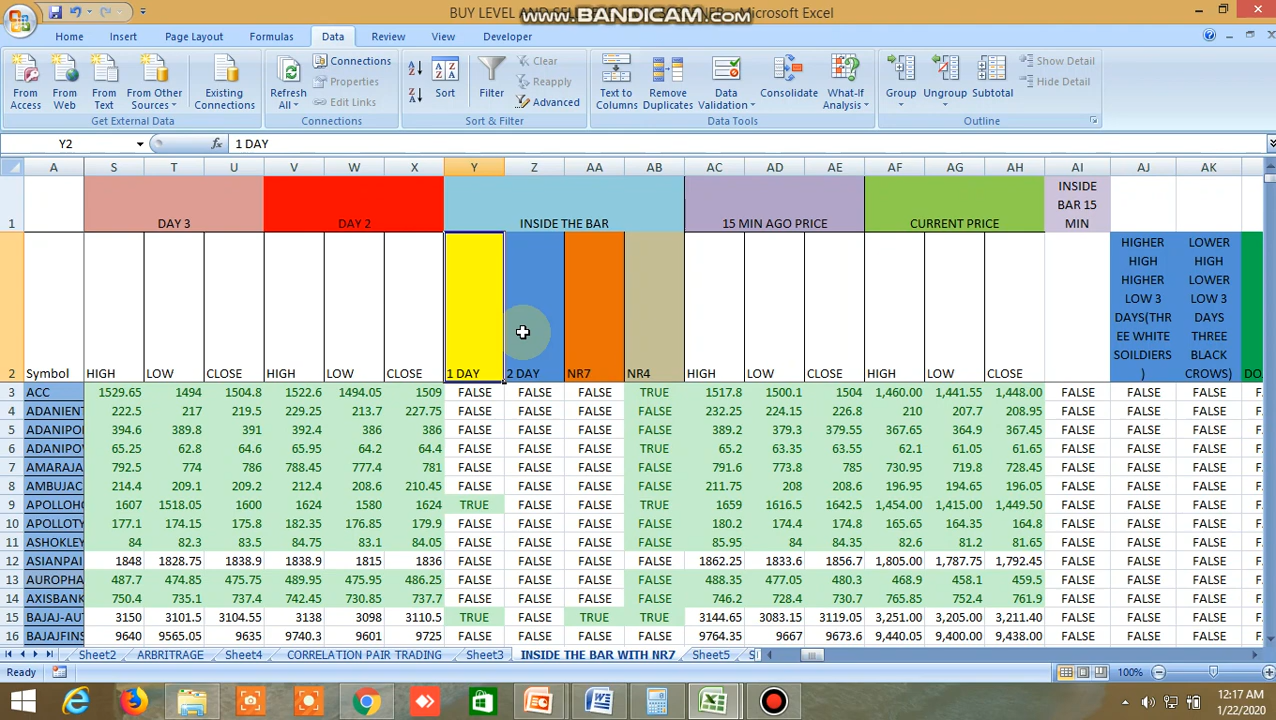 BUY LEVEL AND SEL
NER - Microsoft Excel
www.BANDICAM.com
Home Insert Page Layout Formulas Data Review View Developer
From Access
From Web
From Text
From Other Sources
Existing Connections
Get External Data
Refresh All
Connections
Properties
Edit Links
Connections
Sort
Filter
Clear
Reapply
Advanced
Sort & Filter
Text to Columns
Remove Duplicates
Data Validation
Consolidate
What-If Analysis
Data Tools
Group
Ungroup
Subtotal
Show Detail
Hide Detail
Outline
Y2 fx 1 DAY
A S T U V W X Y Z AA AB AC AD AE AF AG AH AI AJ AK
1 DAY 3 DAY 2 INSIDE THE BAR 15 MIN AGO PRICE CURRENT PRICE INSIDE BAR 15 MIN
2 Symbol HIGH LOW CLOSE HIGH LOW CLOSE 1 DAY 2 DAY NR7 NR4 HIGH LOW CLOSE HIGH LOW CLOSE HIGHER HIGH HIGHER LOW 3 DAYS(THREE WHITE SOILDIERS) LOWER HIGH LOWER LOW 3 DAYS THREE BLACK CROWS) DO
3 ACC 1529.65 1494 1504 1522.6 1494.05 1509 FALSE FALSE FALSE TRUE 1517.8 1500.1 1504 1,460.00 1,441.55 1,448.00 FALSE FALSE FALSE F
4 ADANIENT 222.5 217 219.5 229.25 213.7 227.75 FALSE FALSE FALSE FALSE 232.25 224.15 226.8 210 207.7 208.95 FALSE FALSE FALSE F
5 ADANIPO 394.6 389.8 391 392.4 386 386 FALSE FALSE FALSE FALSE 389.2 379.3 379.55 367.65 364.9 367.45 FALSE FALSE FALSE F
6 ADANIPOV 65.25 62.8 64.6 65.95 64.2 64.4 FALSE FALSE FALSE TRUE 65.2 63.35 63.75 62.1 61.05 61.65 FALSE FALSE FALSE F
7 AMARAJA 792.5 774 786 788.45 777.4 781 FALSE FALSE FALSE FALSE 791.6 773.8 785 730.95 719.8 728.45 FALSE FALSE FALSE F
8 AMBUJAC 214.4 209.1 209.2 212.4 208.6 210.45 FALSE FALSE FALSE FALSE 211.75 208 208.6 196.95 194.65 196.05 FALSE FALSE FALSE F
9 APOLLOH 1607 1518.05 1600 1624 1580 1624 TRUE FALSE FALSE FALSE 1659 1616.5 1642.5 1,454.00 1,415.00 1,449.50 FALSE FALSE FALSE F
10 APOLLOTY 177.1 174.15 175.8 182.35 176.85 179.9 FALSE FALSE FALSE FALSE 180.2 174.4 174.8 165.65 164.35 164.8 FALSE FALSE FALSE F
11 ASHOKLEY 84 82.3 83.5 84.75 83.1 84.05 FALSE FALSE FALSE FALSE 85.95 84 84.35 82.6 81.2 81.65 FALSE FALSE FALSE F
12 ASIANPAI 1848 1828.75 1838.9 1838.9 1815 1836 FALSE FALSE FALSE FALSE 1862.6 1833.6 1856.7 1,805.00 1,787.75 1,792.45 FALSE FALSE FALSE F
13 AUROPHA 487.7 474.85 475.75 489.95 475.95 486.25 FALSE FALSE FALSE FALSE 488.35 477.05 480.3 468.9 458.1 459.5 FALSE FALSE FALSE F
14 AXISBANK 750.4 735.1 737.4 742.45 730.65 737.7 FALSE FALSE FALSE FALSE 746.2 728.4 730.7 765.85 752.4 761.9 FALSE FALSE FALSE F
15 BAJAJ-AUT 3150 3101.5 3104.55 3138 3098 3110.5 TRUE FALSE TRUE TRUE 3144.65 3083.15 3119.05 3,251.00 3,205.00 3,211.40 FALSE FALSE FALSE F
16 BAJAJFINS 9640 9565.05 9635 9740.3 9601 9725 FALSE FALSE FALSE FALSE 9764.35 9667 9673.6 9,440.05 9,400.00 9,438.00 FALSE FALSE FALSE F
Sheet2 ARBRITRAGE Sheet4 CORRELATION PAIR TRADING Sheet3 INSIDE THE BAR WITH NR7 Sheet5 S
Ready 100%
12:17 AM
1/22/2020